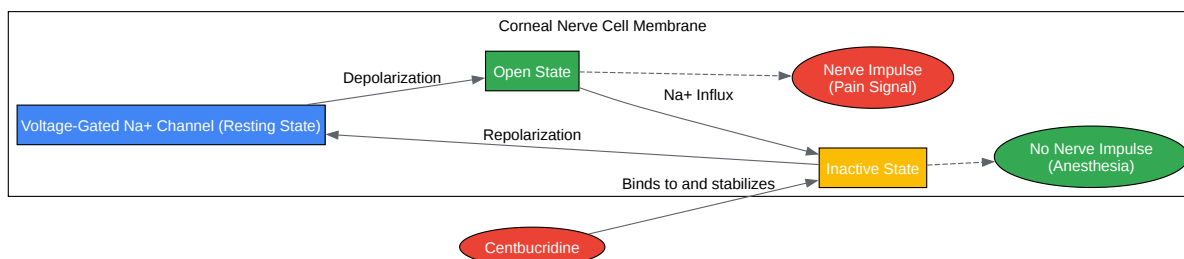 Corneal Nerve Cell Membrane
Open State
Nerve Impulse
(Pain Signal)
Depolarization
Na+ Influx
Voltage-Gated Na+ Channel (Resting State)
Repolarization
No Nerve Impulse
(Anesthesia)
Inactive State
Binds to and stabilizes
Centbucridine